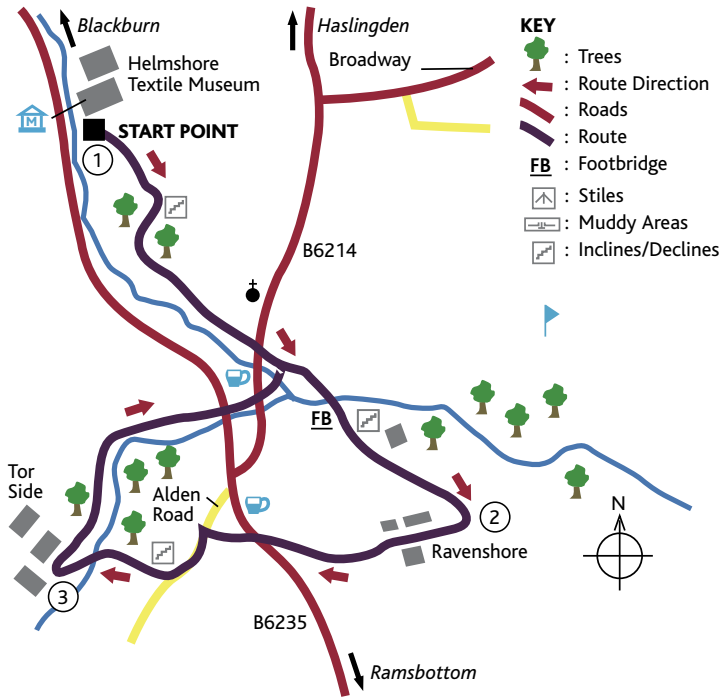 Blackburn
Helmshore
Textile Museum
M
START POINT
1
Haslingden
Broadway
KEY
: Trees
: Route Direction
: Roads
: Route
FB : Footbridge
: Stiles
: Muddy Areas
: Inclines/Declines
B6214
FB
Tor
Side
Alden
Road
2
Ravenshore
N
3
B6235
Ramsbottom